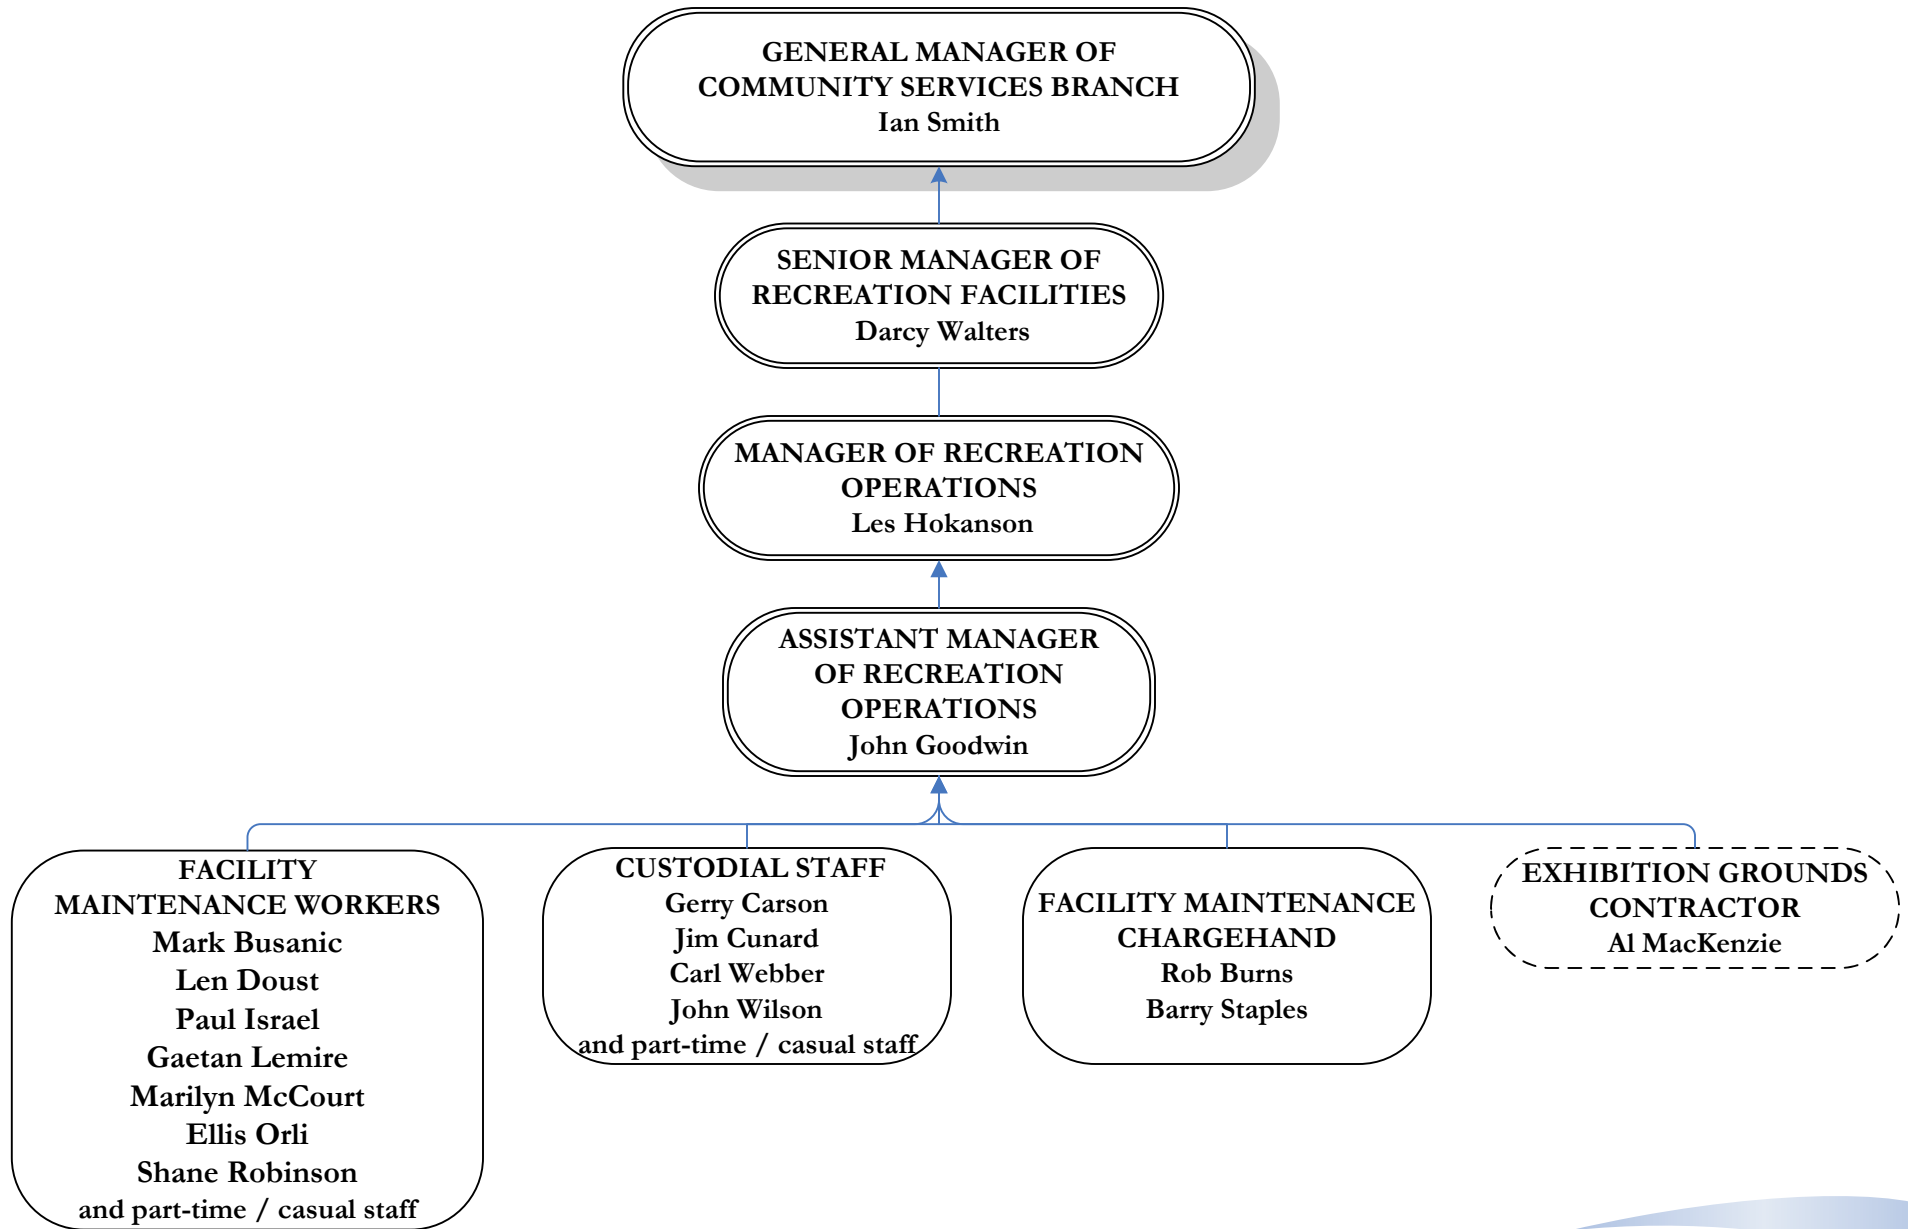 GENERAL MANAGER OF
COMMUNITY SERVICES BRANCH
Ian Smith
SENIOR MANAGER OF
RECREATION FACILITIES
Darcy Walters
MANAGER OF RECREATION
OPERATIONS
Les Hokanson
ASSISTANT MANAGER
OF RECREATION
OPERATIONS
John Goodwin
FACILITY
MAINTENANCE WORKERS
Mark Busanic
Len Doust
Paul Israel
Gaetan Lemire
Marilyn McCourt
Ellis Orli
Shane Robinson
and part-time / casual staff
CUSTODIAL STAFF
Gerry Carson
Jim Cunard
Carl Webber
John Wilson
and part-time / casual staff
FACILITY MAINTENANCE
CHARGEHAND
Rob Burns
Barry Staples
EXHIBITION GROUNDS
CONTRACTOR
Al MacKenzie